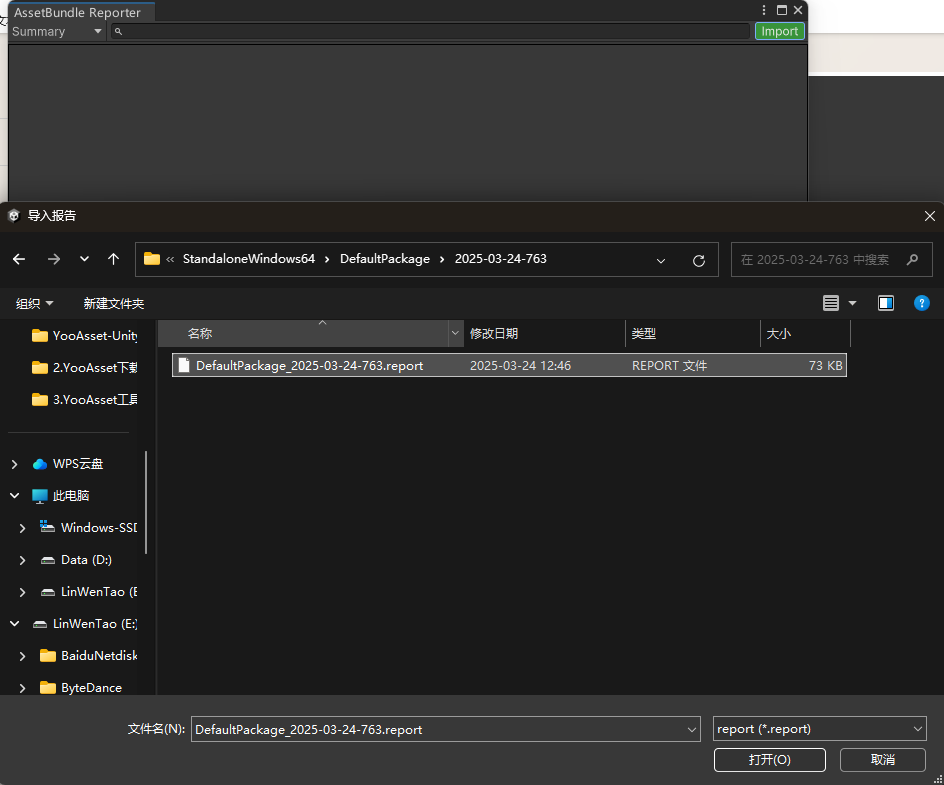 AssetBundle Reporter
Summary
Import
导入报告
« StandaloneWindows64 › DefaultPackage › 2025-03-24-763
在 2025-03-24-763 中搜索
组织
新建文件夹
名称
修改日期
类型
大小
YooAsset-Unity
2.YooAsset下载
3.YooAsset工具
WPS云盘
此电脑
Windows-SSD
Data (D:)
LinWenTao (E
LinWenTao (E:)
BaiduNetdisk
ByteDance
DefaultPackage_2025-03-24-763.report
2025-03-24 12:46
REPORT 文件
73 KB
文件名(N):
DefaultPackage_2025-03-24-763.report
report (*.report)
打开(O)
取消